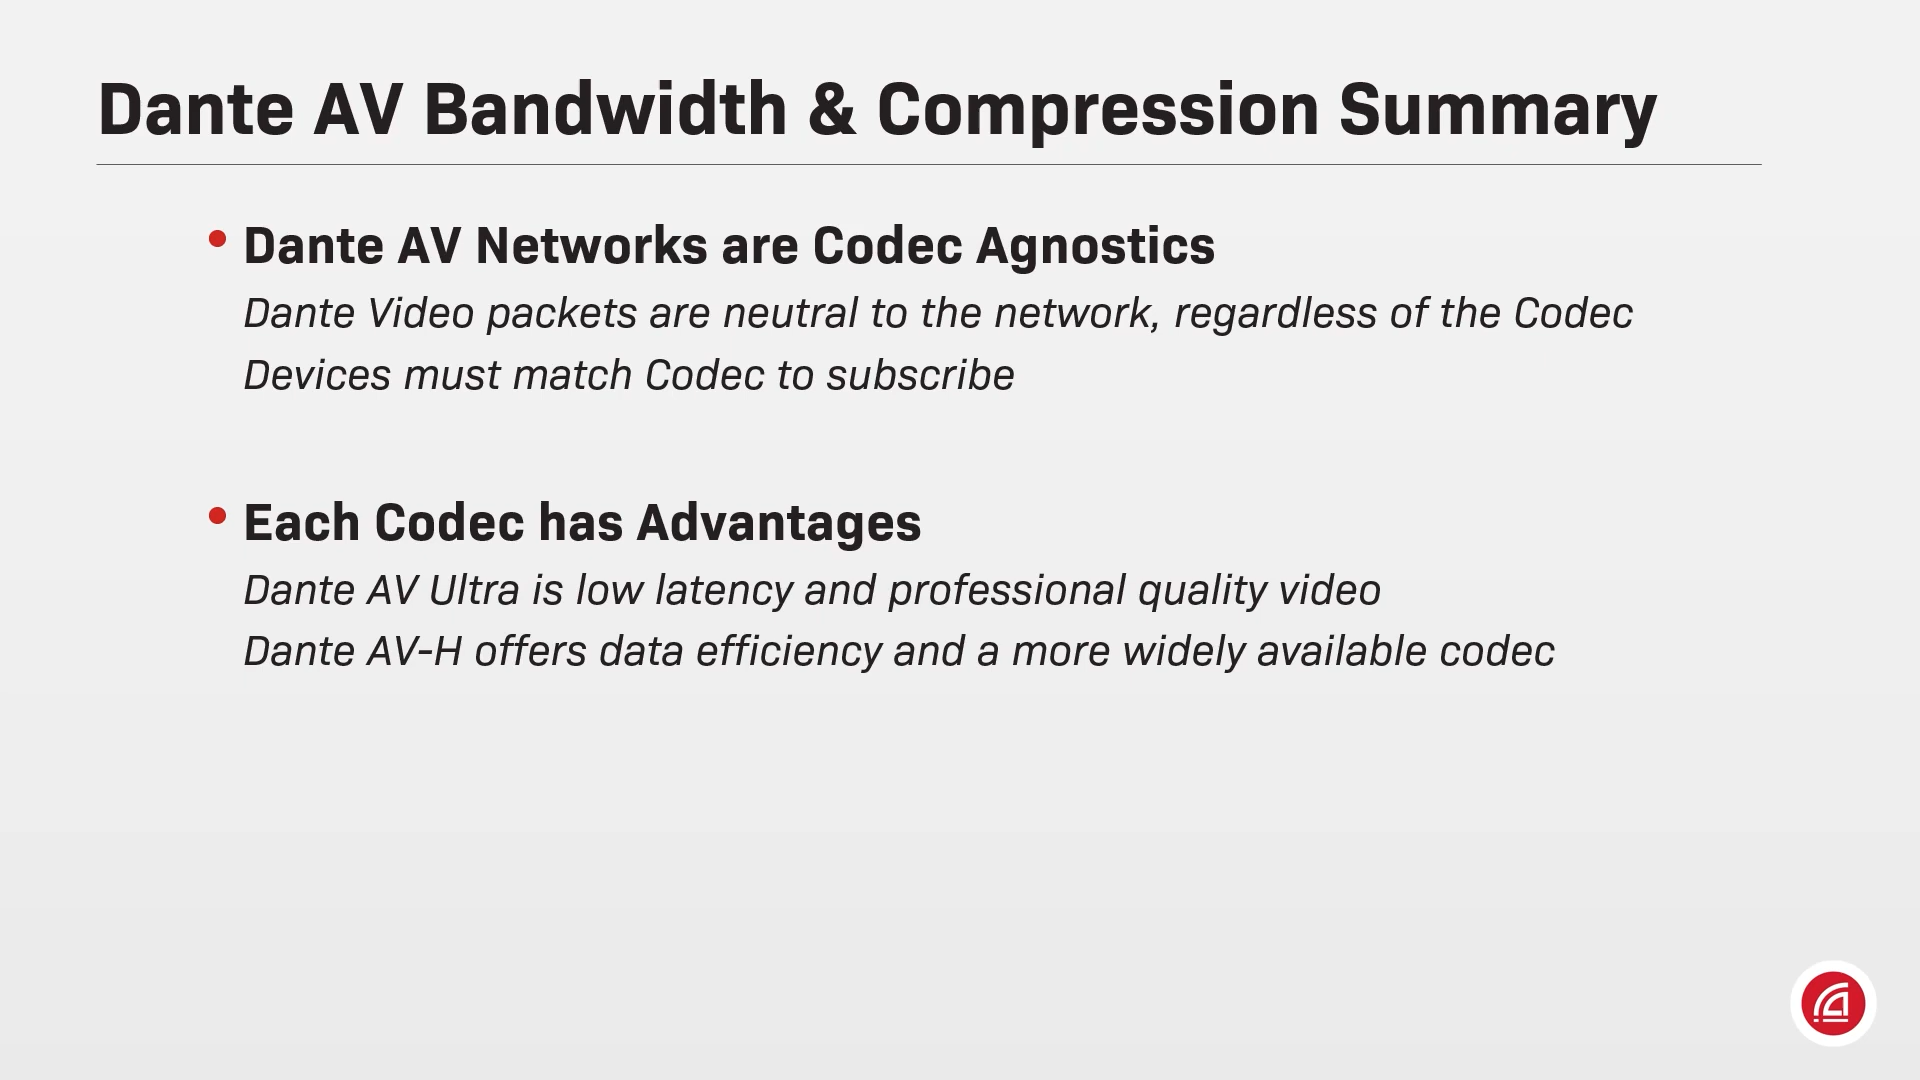 Dante AV Bandwidth & Compression Summary
• Dante AV Networks are Codec Agnostics
Dante Video packets are neutral to the network, regardless of the Codec
Devices must match Codec to subscribe
• Each Codec has Advantages
Dante AV Ultra is low latency and professional quality video
Dante AV-H offers data efficiency and a more widely available codec